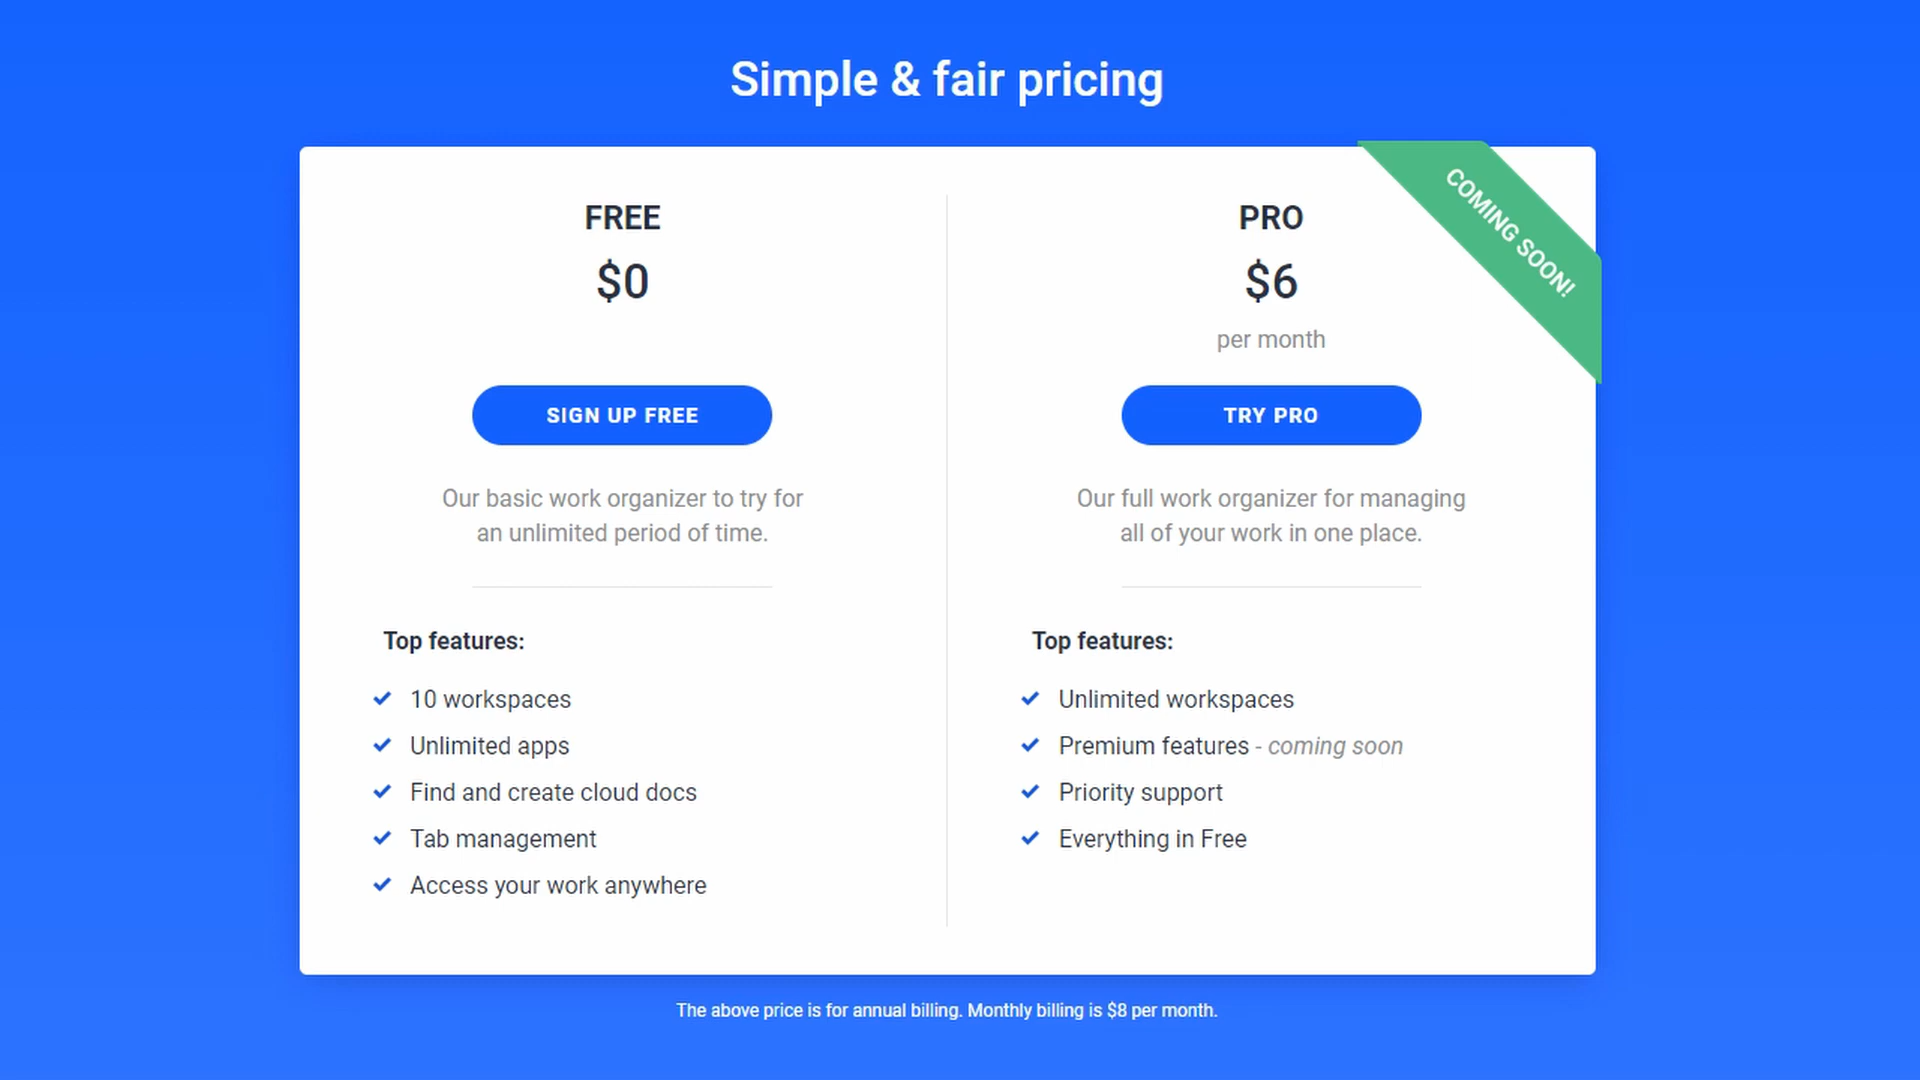 Simple & fair pricing
FREE
$0
SIGN UP FREE
Our basic work organizer to try for
an unlimited period of time.
Top features:
10 workspaces
Unlimited apps
Find and create cloud docs
Tab management
Access your work anywhere
COMING SOON!
PRO
$6
per month
TRY PRO
Our full work organizer for managing
all of your work in one place.
Top features:
Unlimited workspaces
Premium features - coming soon
Priority support
Everything in Free
The above price is for annual billing. Monthly billing is $8 per month.